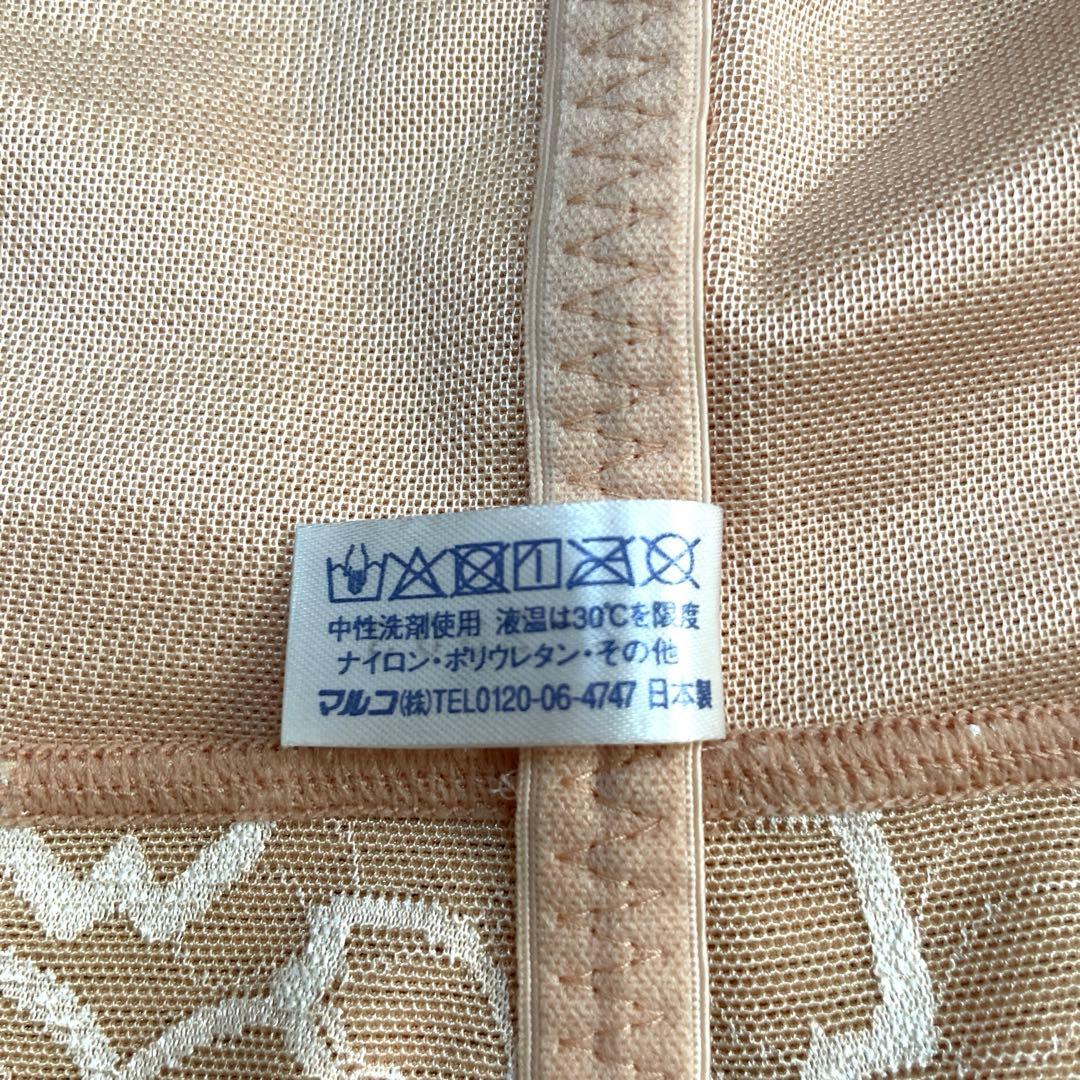 中性洗剤使用 液温は30℃を限度
ナイロン・ポリウレタン・その他
マルコ(株)TEL0120-06-4747 日本製